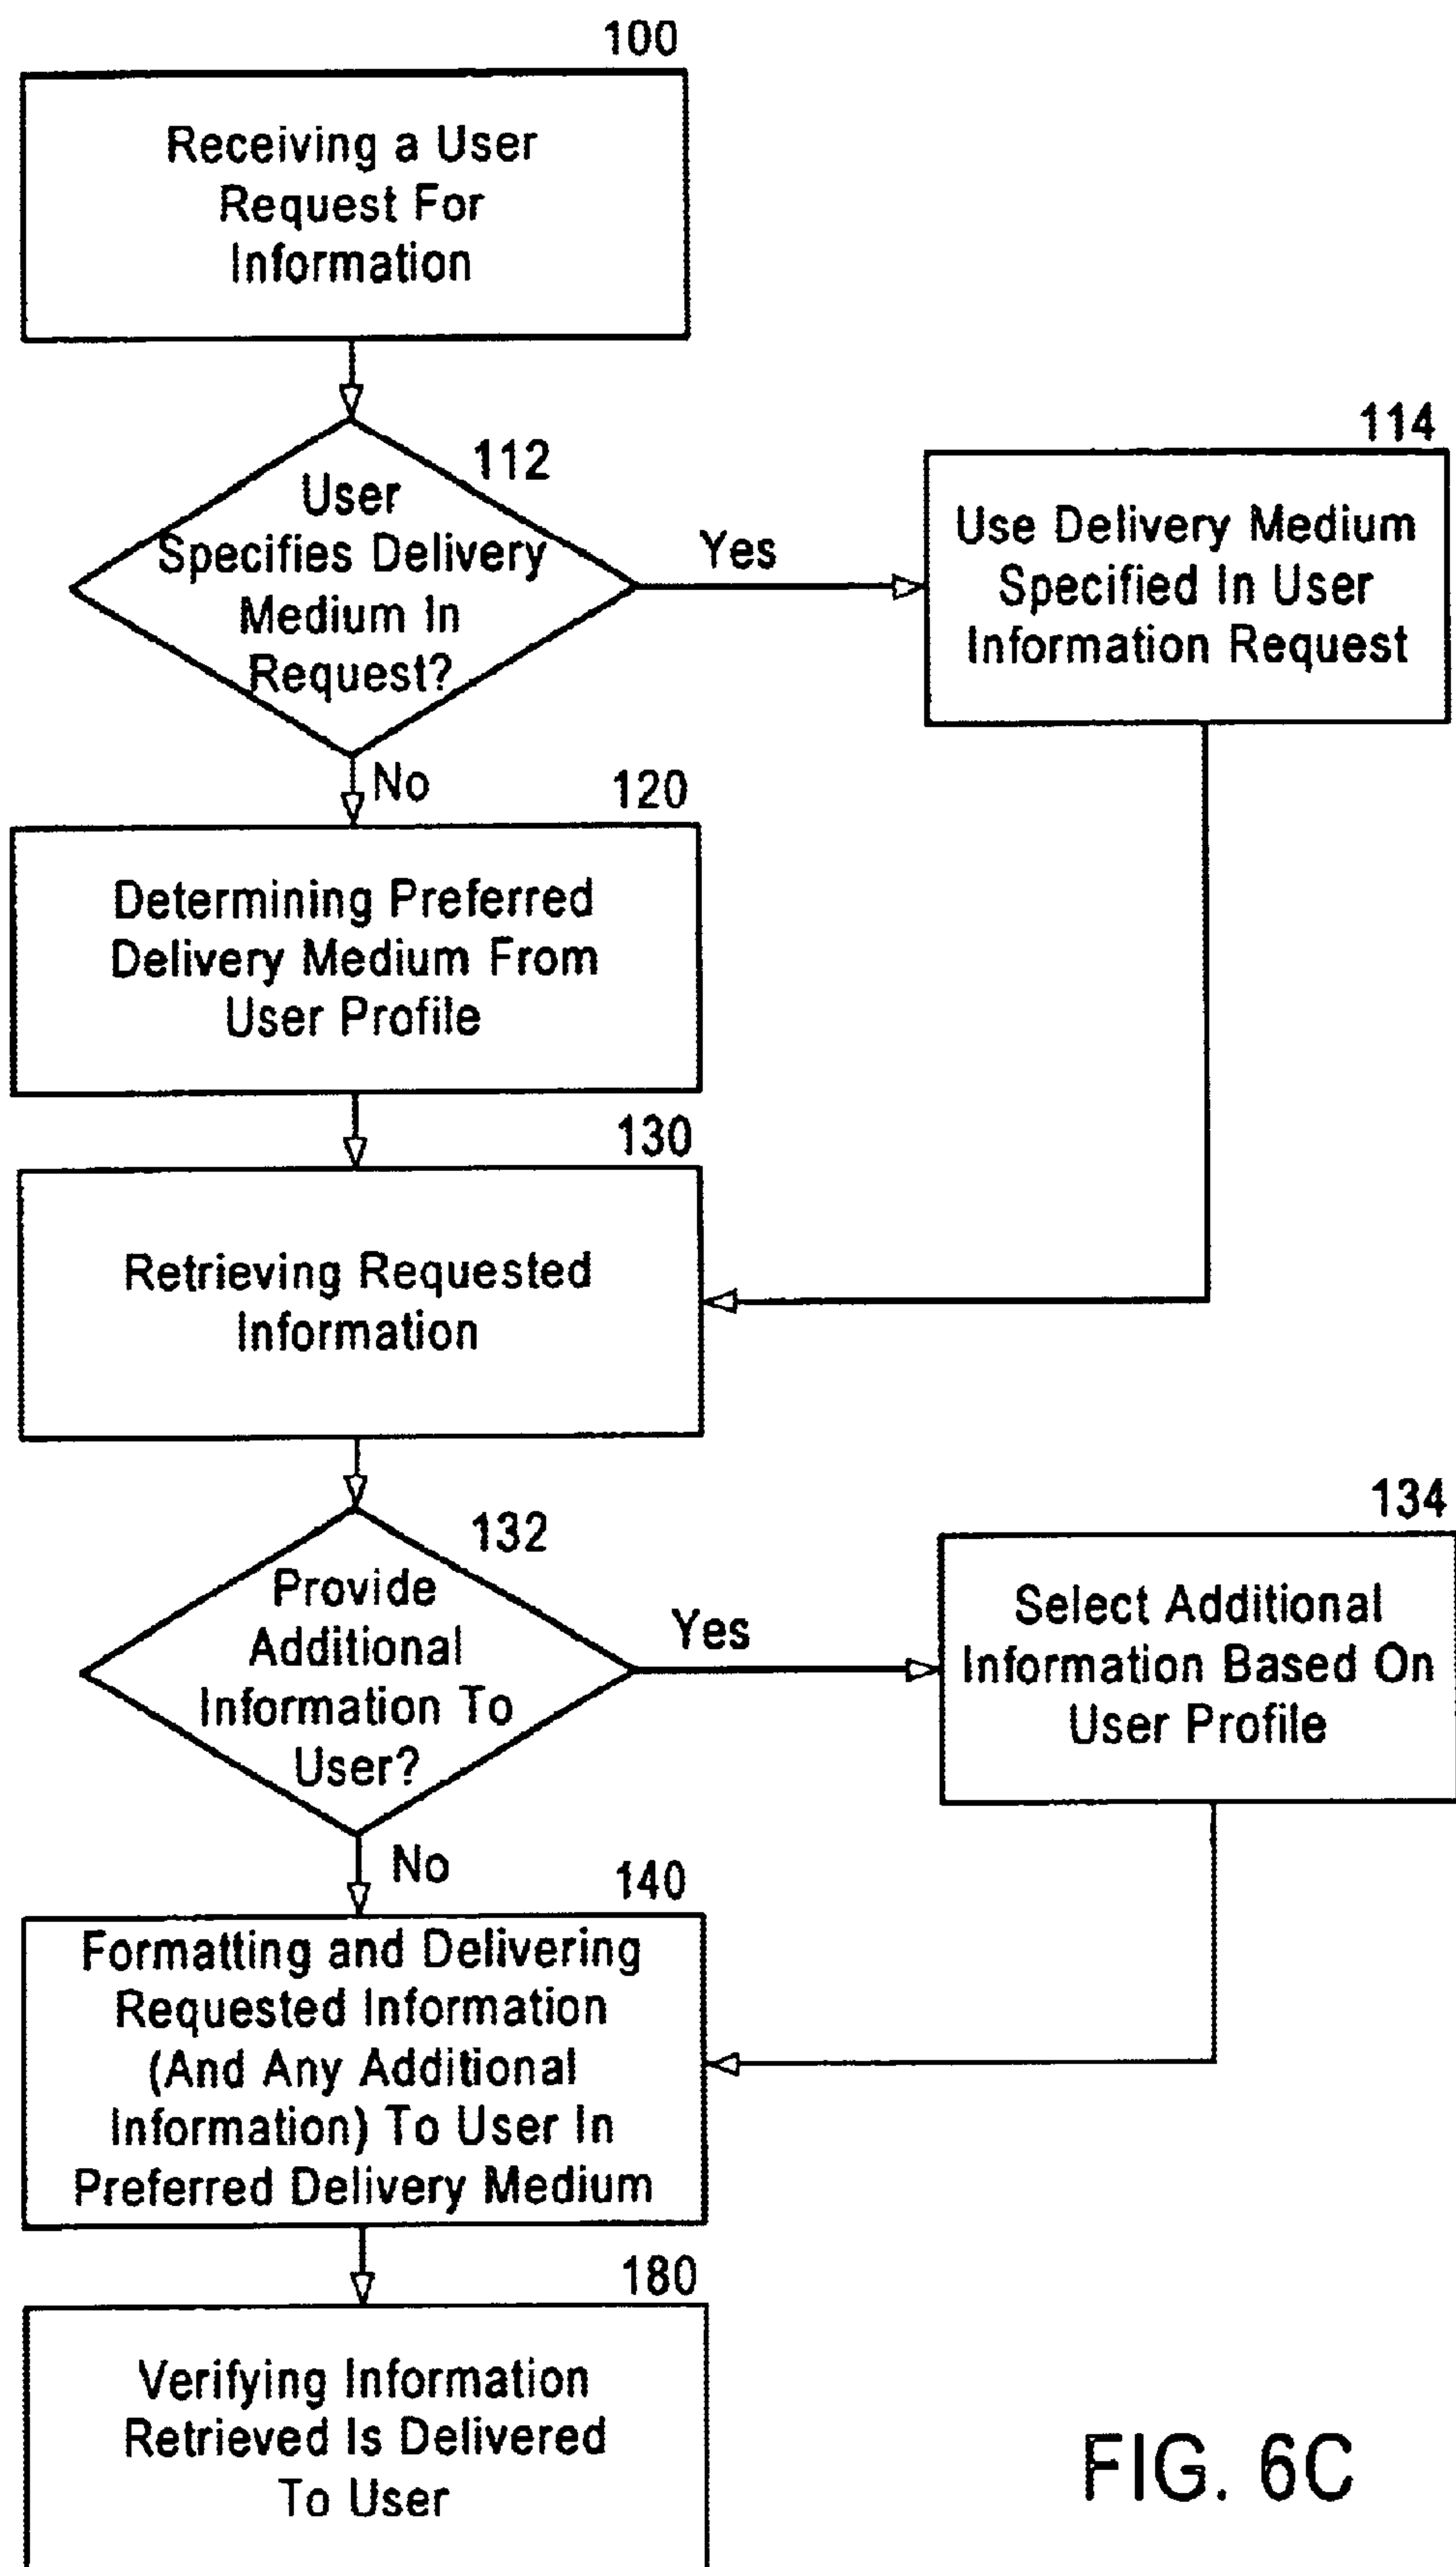 100
Receiving a User
Request For
Information
112
User
Specifies Delivery
Medium In
Request?
Yes
114
Use Delivery Medium
Specified In User
Information Request
No
120
Determining Preferred
Delivery Medium From
User Profile
130
Retrieving Requested
Information
132
Provide
Additional
Information To
User?
Yes
134
Select Additional
Information Based On
User Profile
No
140
Formatting and Delivering
Requested Information
(And Any Additional
Information) To User In
Preferred Delivery Medium
180
Verifying Information
Retrieved Is Delivered
To User
FIG. 6C